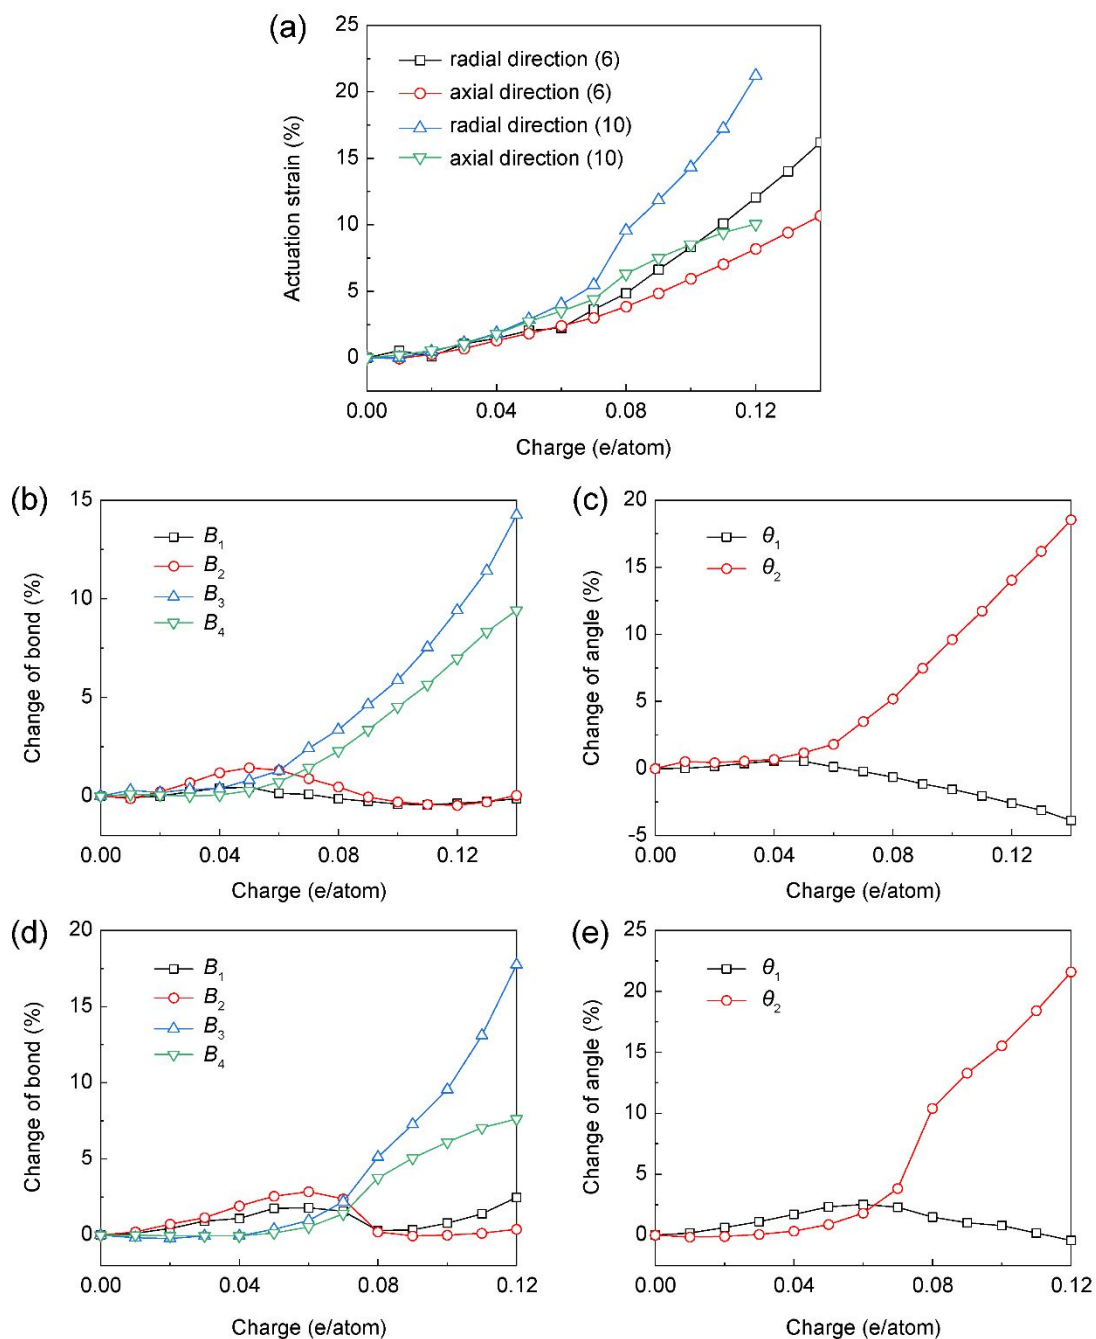 (a)
25
20
15
10
5
0
Actuation strain (%)
radial direction (6)
axial direction (6)
radial direction (10)
axial direction (10)
0.00 0.04 0.08 0.12
Charge (e/atom)
(b)
15
10
5
0
Change of bond (%)
B1
B2
B3
B4
0.00 0.04 0.08 0.12
Charge (e/atom)
(c)
20
15
10
5
0
-5
Change of angle (%)
θ1
θ2
0.00 0.04 0.08 0.12
Charge (e/atom)
(d)
20
15
10
5
0
Change of bond (%)
B1
B2
B3
B4
0.00 0.04 0.08 0.12
Charge (e/atom)
(e)
25
20
15
10
5
0
Change of angle (%)
θ1
θ2
0.00 0.04 0.08 0.12
Charge (e/atom)